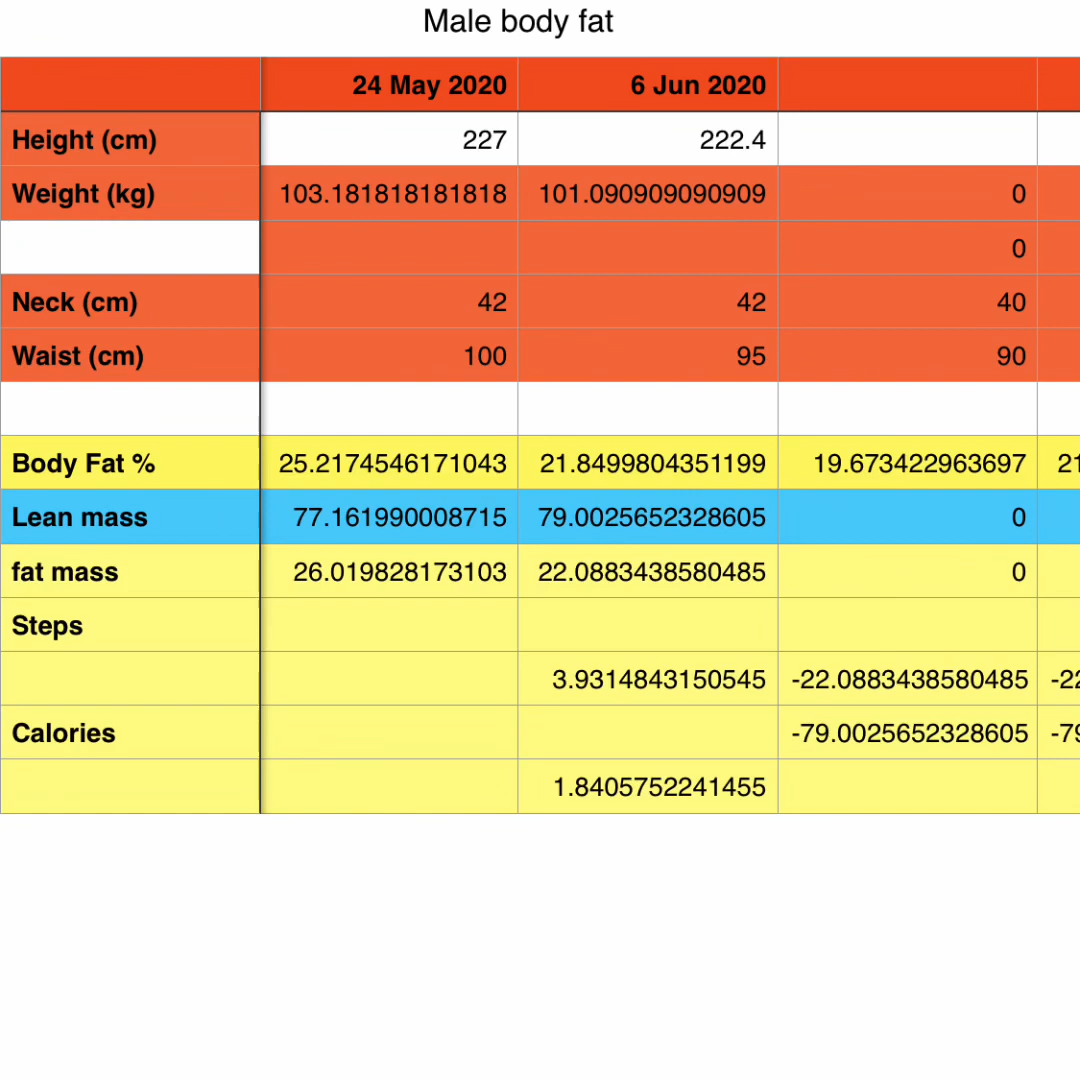 Male body fat
24 May 2020 6 Jun 2020
Height (cm) 227 222.4
Weight (kg) 103.181818181818 101.090909090909 0
0
Neck (cm) 42 42 40
Waist (cm) 100 95 90
Body Fat % 25.2174546171043 21.8499804351199 19.673422963697 21
Lean mass 77.161990008715 79.0025652328605 0
fat mass 26.019828173103 22.0883438580485 0
Steps
3.9314843150545 -22.0883438580485 -22
Calories -79.0025652328605 -79
1.8405752241455